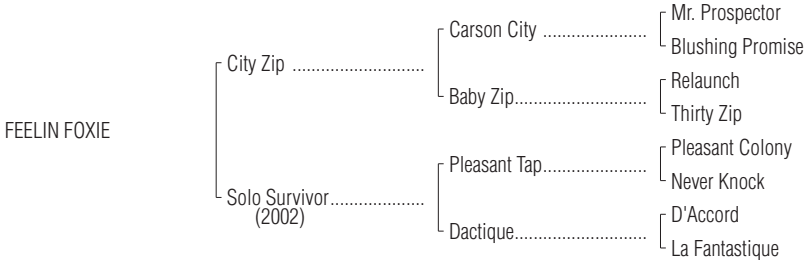 Mr. Prospector
Carson City ......................
Blushing Promise
City Zip ............................
Relaunch
Baby Zip............................
Thirty Zip
FEELIN FOXIE
Pleasant Colony
Pleasant Tap......................
Never Knock
Solo Survivor....................
(2002)
D'Accord
Dactique............................
La Fantastique